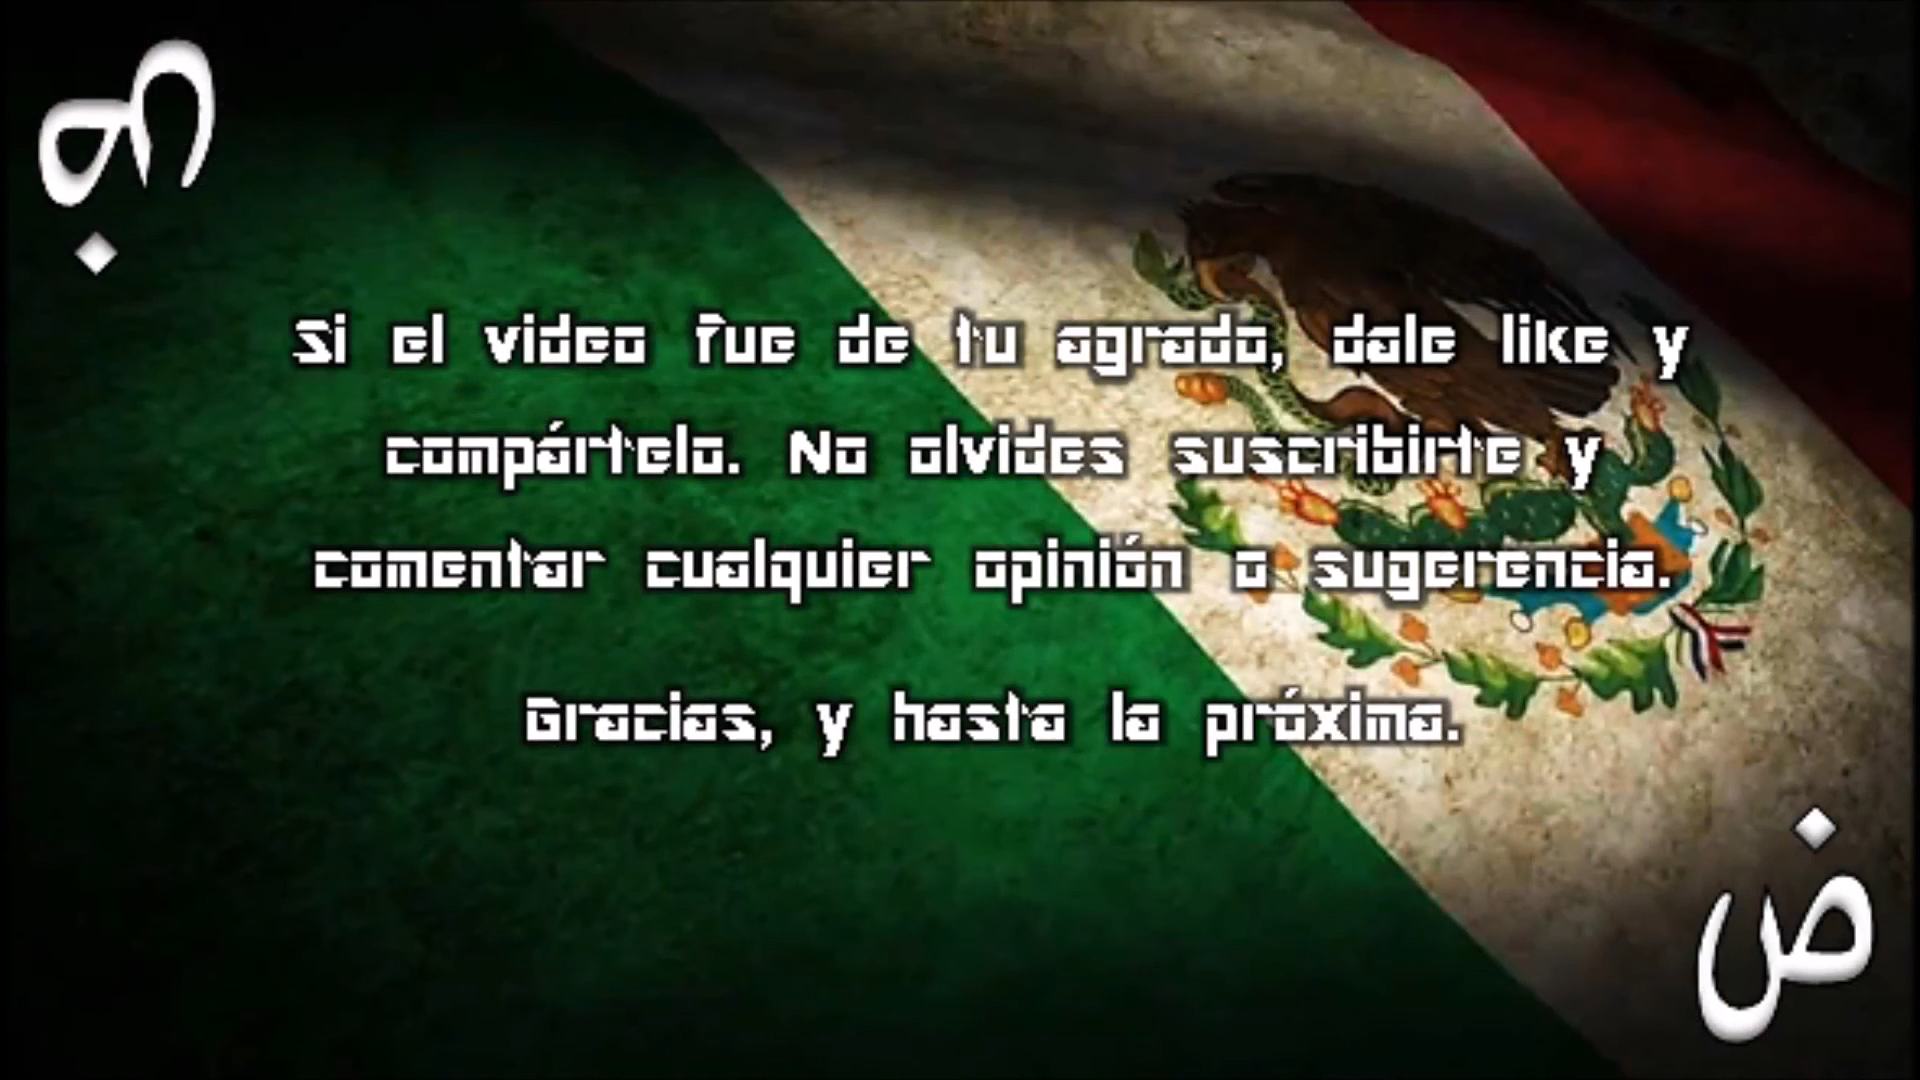 ض
Si el video fue de tu agrado, dale like y
compártelo. No olvides suscribirte y
comentar cualquier opinión o sugerencia.
Gracias, y hasta la próxima.
ض